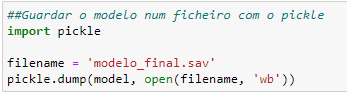 ##Guardar o modelo num ficheiro com o pickle
import pickle
filename = 'modelo_final.sav'
pickle.dump(model, open(filename, 'wb'))